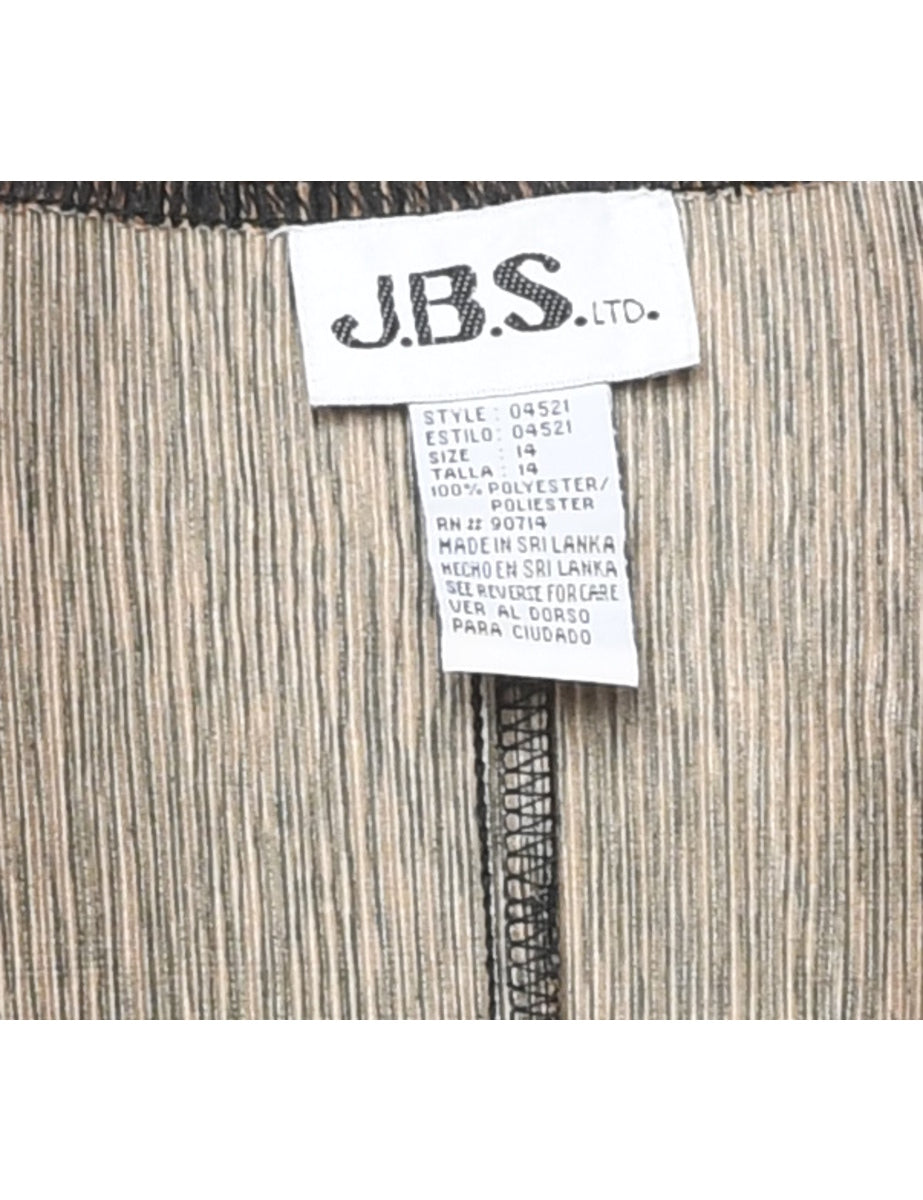 J.B.S. LTD.
STYLE : 04521
ESTILO : 04521
SIZE : 14
TALLA : 14
100% POLYESTER/
POLIESTER
RN # 90714
MADE IN SRI LANKA
HECHO EN SRI LANKA
SEE REVERSE FOR CARE
VER AL DORSO
PARA CIUDADO